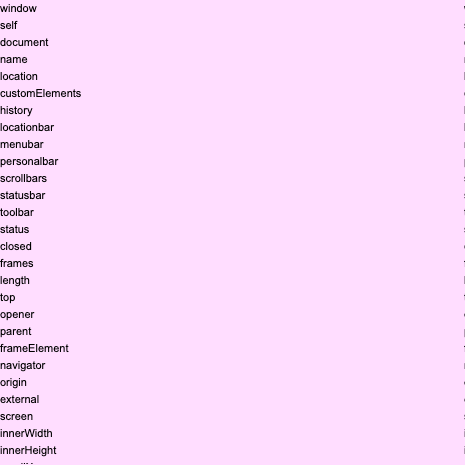 window
self
document
name
location
customElements
history
locationbar
menubar
personalbar
scrollbars
statusbar
toolbar
status
closed
frames
length
top
opener
parent
frameElement
navigator
origin
external
screen
innerWidth
innerHeight